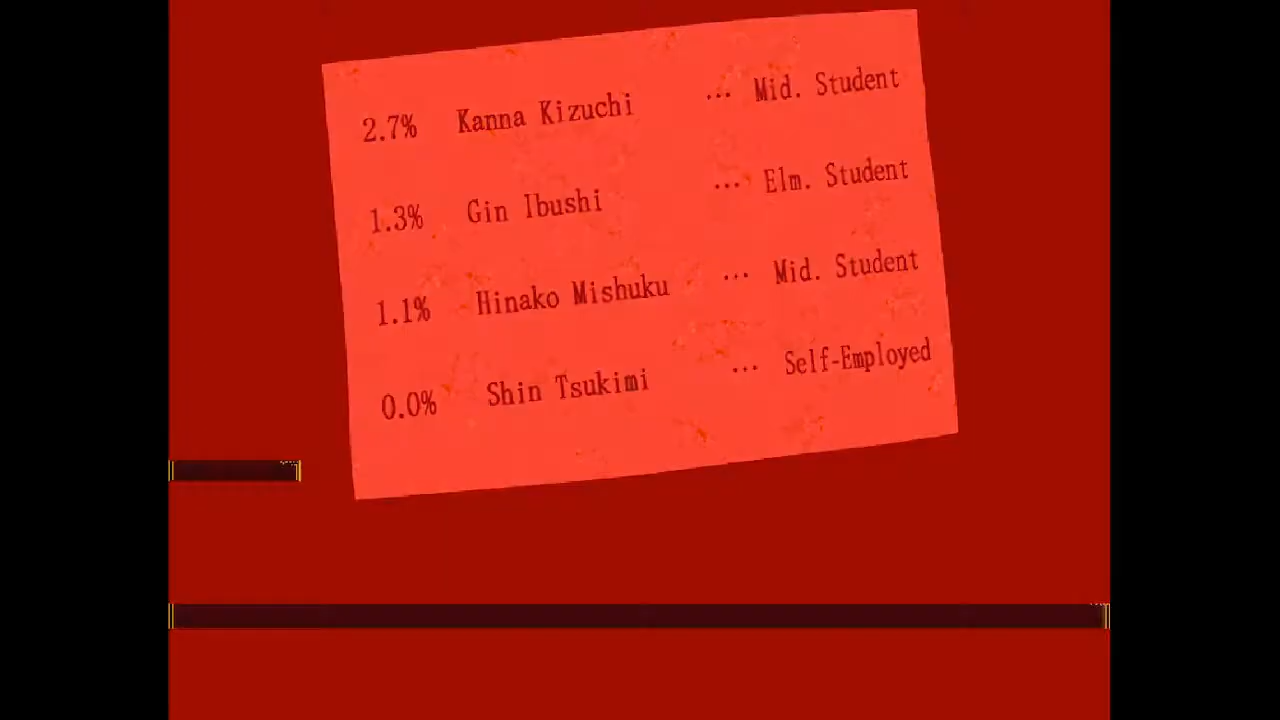 2.7% Kanna Kizuchi ... Mid. Student
1.3% Gin Ibushi ... Elm. Student
1.1% Hinako Mishuku ... Mid. Student
0.0% Shin Tsukimi ... Self-Employed